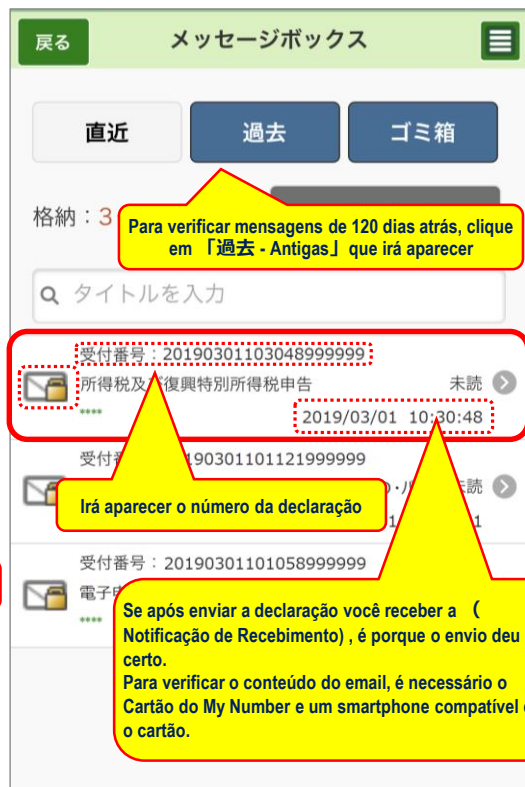 戻る
メッセージボックス
直近
過去
ゴミ箱
格納：3
Para verificar mensagens de 120 dias atrás, clique
em 「過去 - Antigas」que irá aparecer
タイトルを入力
受付番号：20190301103048999999
所得税及び復興特別所得税申告
未読
****
2019/03/01 10:30:48
受付
190301101121999999
未読
Irá aparecer o número da declaração
受付番号：20190301101058999999
電子申
****
Se após enviar a declaração você receber a （
Notificação de Recebimento) , é porque o envio deu
certo.
Para verificar o conteúdo do email, é necessário o
Cartão do My Number e um smartphone compatível
o cartão.